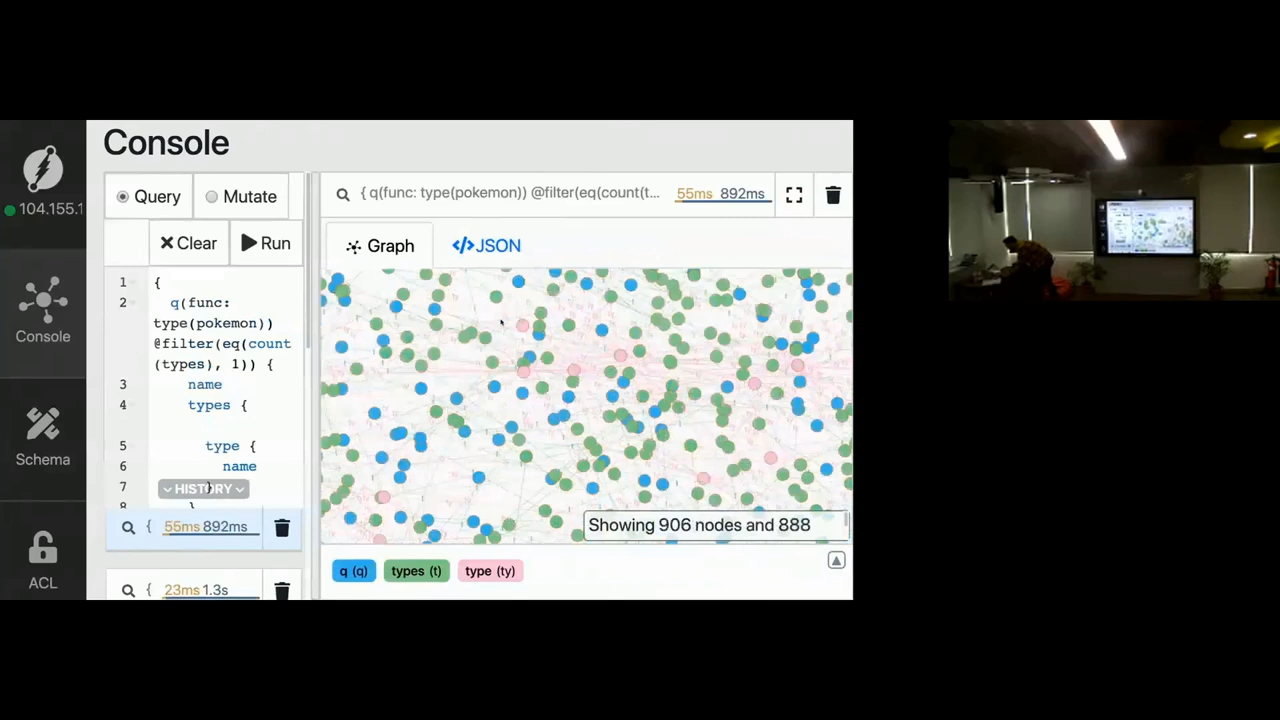 Console
104.155.1
Console
Schema
ACL
Query
Mutate
Clear
Run
1 {
2 q(func:
type(pokemon))
@filter(eq(count
(types), 1)) {
3 name
4 types {
5 type {
6 name
7 }
HISTORY
8 }
{ 55ms 892ms
{ 23ms 1.3s
{ q(func: type(pokemon)) @filter(eq(count(t... 55ms 892ms
Graph
</>JSON
Showing 906 nodes and 888
q (q) types (t) type (ty)